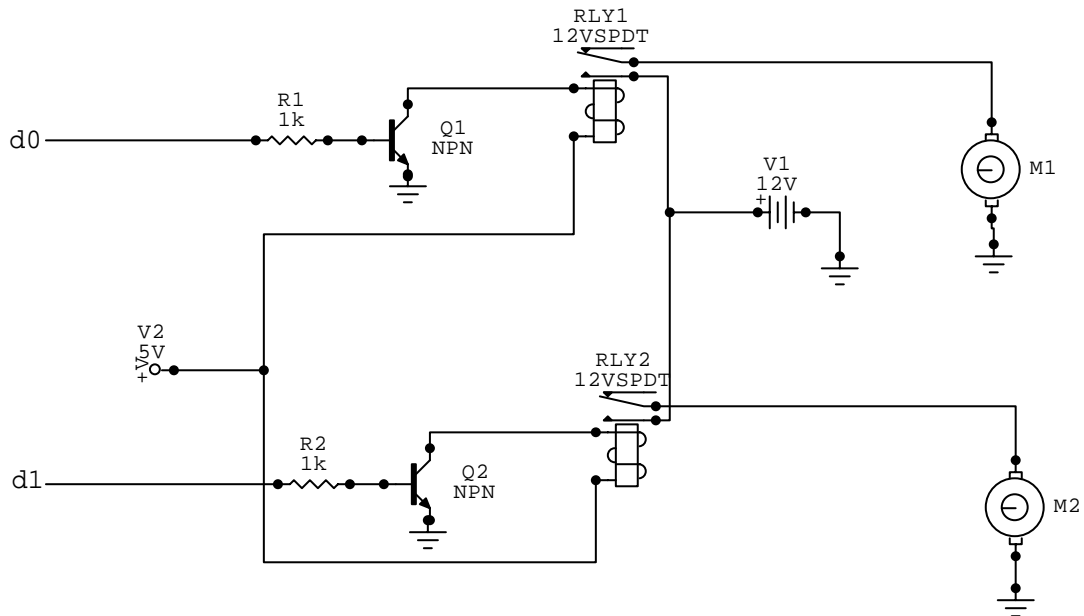 RLY1
12VSPDT
R1
1k
d0
Q1
NPN
V1
12V
+
M1
V2
5V
+V
RLY2
12VSPDT
R2
1k
d1
Q2
NPN
M2